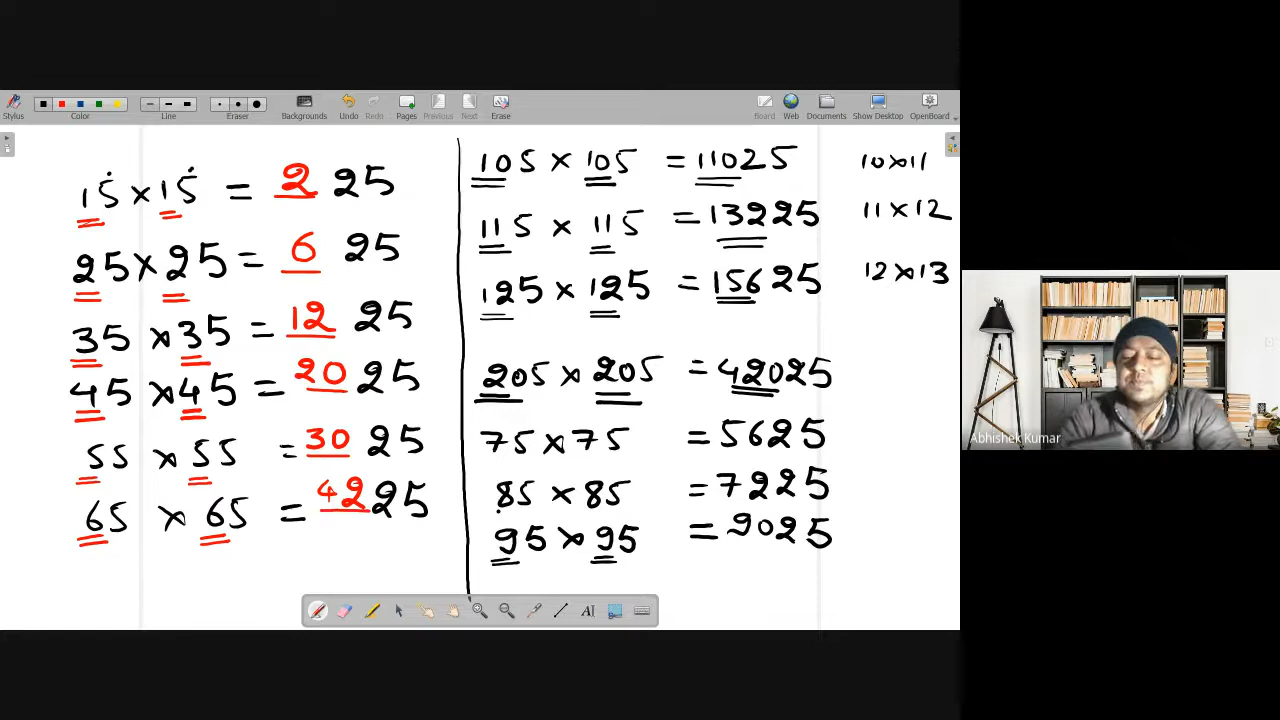 Stylus Color Line Eraser Backgrounds Undo Redo Pages Previous Next Erase Board Web Documents Show Desktop OpenBoard
15 × 15 = 2 25
25 × 25 = 6 25
35 × 35 = 12 25
45 × 45 = 20 25
55 × 55 = 30 25
65 × 65 = 4225
105 × 105 = 11025 10×11
115 × 115 = 13225 11 × 12
125 × 125 = 15625 12 × 13
205 × 205 = 42025
75 × 75 = 5625
85 × 85 = 7225
95 × 95 = 9025
Abhishek Kumar
AI